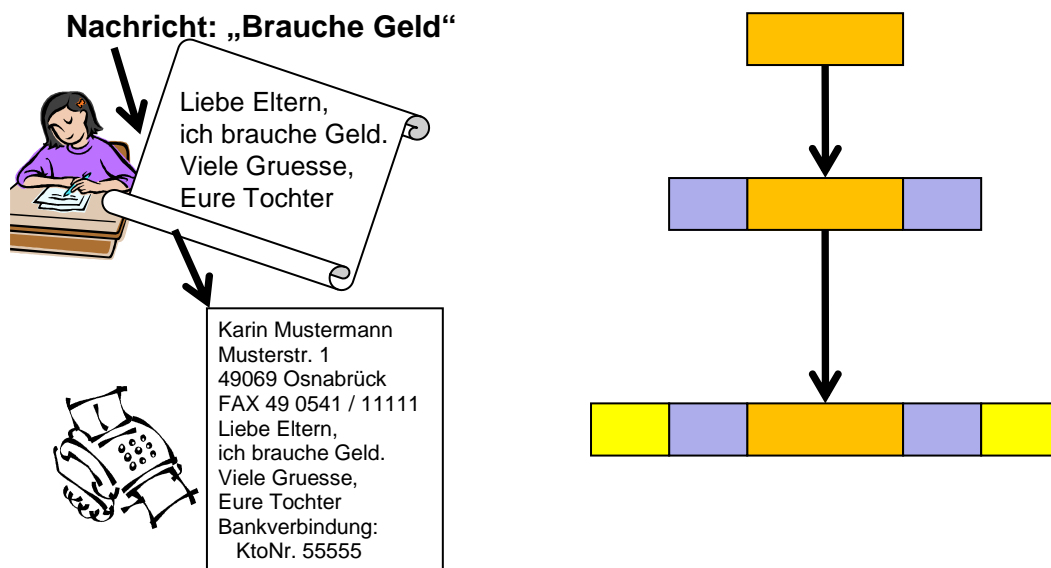 Nachricht: „Brauche Geld“
Liebe Eltern,
ich brauche Geld.
Viele Gruesse,
Eure Tochter
Karin Mustermann
Musterstr. 1
49069 Osnabrück
FAX 49 0541 / 11111
Liebe Eltern,
ich brauche Geld.
Viele Gruesse,
Eure Tochter
Bankverbindung:
KtoNr. 55555